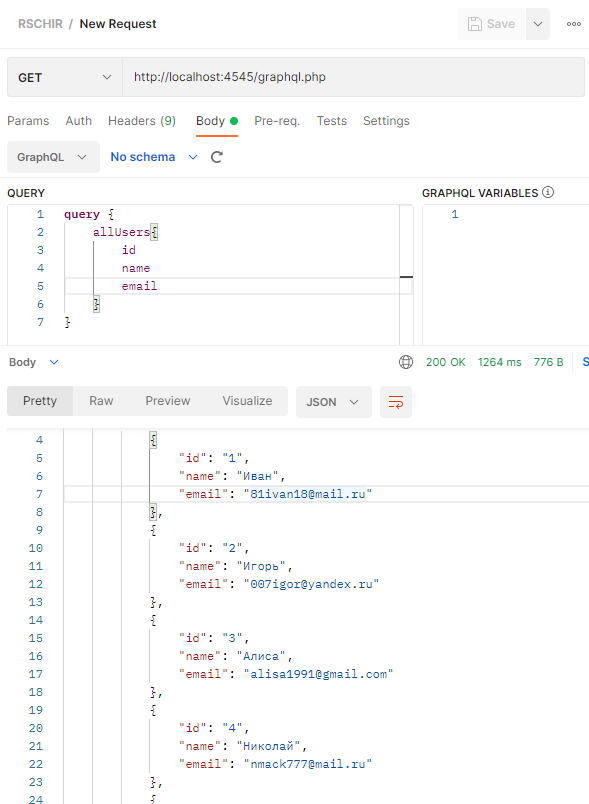 RSCHIR / New Request Save
GET http://localhost:4545/graphql.php
Params Auth Headers (9) Body Pre-req. Tests Settings
GraphQL No schema
QUERY GRAPHQL VARIABLES
1 query { 1
2 allUsers{
3 id
4 name
5 email
6 }
7 }
Body 200 OK 1264 ms 776 B S
Pretty Raw Preview Visualize JSON
4 {
5 "id": "1",
6 "name": "Иван",
7 "email": "81ivan18@mail.ru"
8 },
9 {
10 "id": "2",
11 "name": "Игорь",
12 "email": "007igor@yandex.ru"
13 },
14 {
15 "id": "3",
16 "name": "Алиса",
17 "email": "alisa1991@gmail.com"
18 },
19 {
20 "id": "4",
21 "name": "Николай",
22 "email": "nmack777@mail.ru"
23 },
24 {